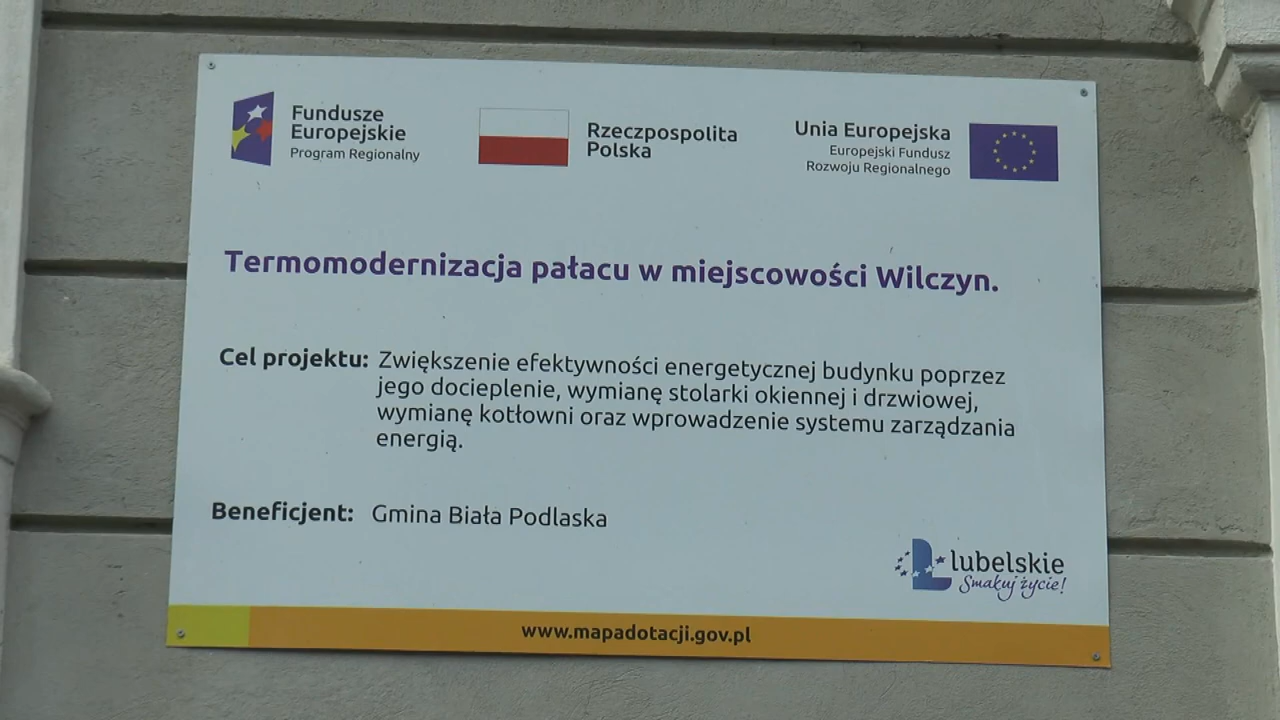 Fundusze
Europejskie
Program Regionalny
Rzeczpospolita
Polska
Unia Europejska
Europejski Fundusz
Rozwoju Regionalnego
Termomodernizacja pałacu w miejscowości Wilczyn.
Cel projektu: Zwiększenie efektywności energetycznej budynku poprzez
jego docieplenie, wymianę stolarki okiennej i drzwiowej,
wymianę kotłowni oraz wprowadzenie systemu zarządzania
energią.
Beneficjent: Gmina Biała Podlaska
lubelskie
Smakuj życie!
www.mapadotacji.gov.pl